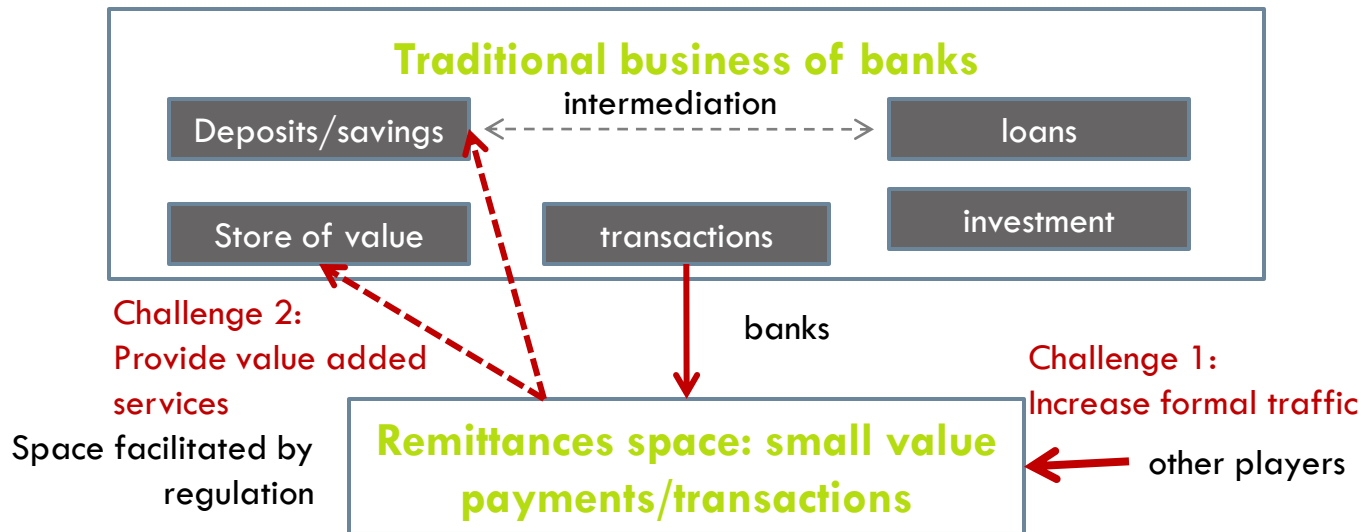 Traditional business of banks
intermediation
Deposits/savings
loans
Store of value
transactions
investment
Challenge 2:
Provide value added
services
Space facilitated by
regulation
banks
Challenge 1:
Increase formal traffic
other players
Remittances space: small value
payments/transactions